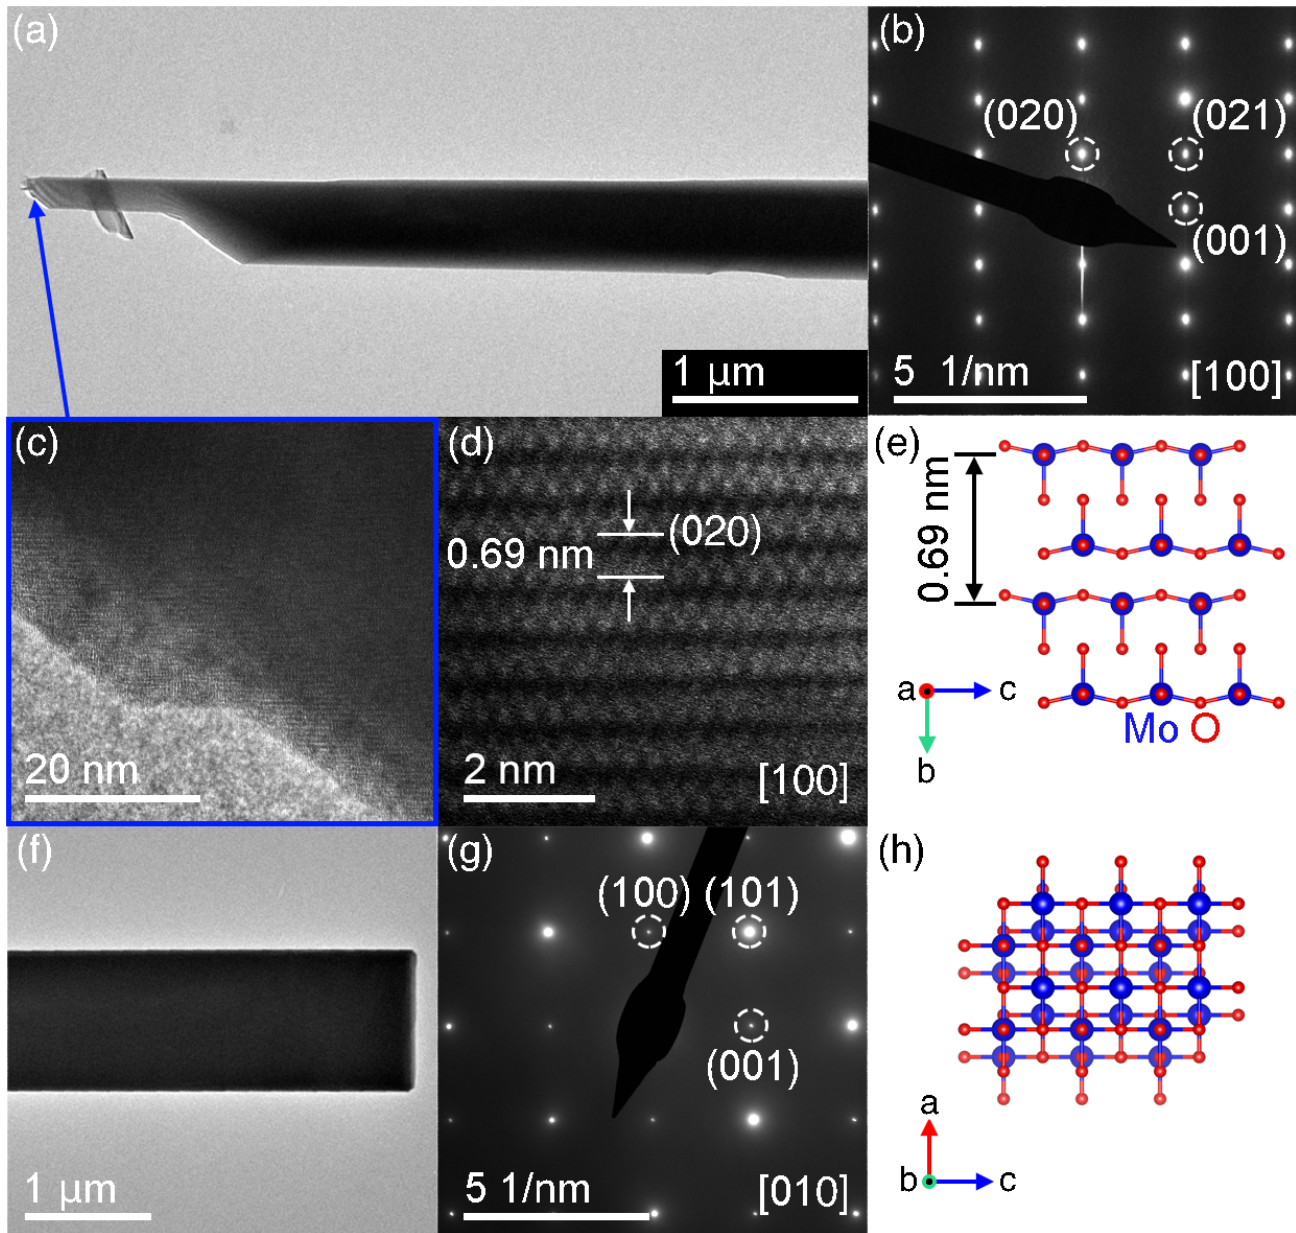 (a)
1 µm
(b)
(020)
(021)
(001)
5 1/nm
[100]
(c)
20 nm
(d)
(020)
0.69 nm
2 nm
[100]
(e)
0.69 nm
a
c
b
Mo O
(f)
1 µm
(g)
(100) (101)
(001)
5 1/nm
[010]
(h)
a
b
c